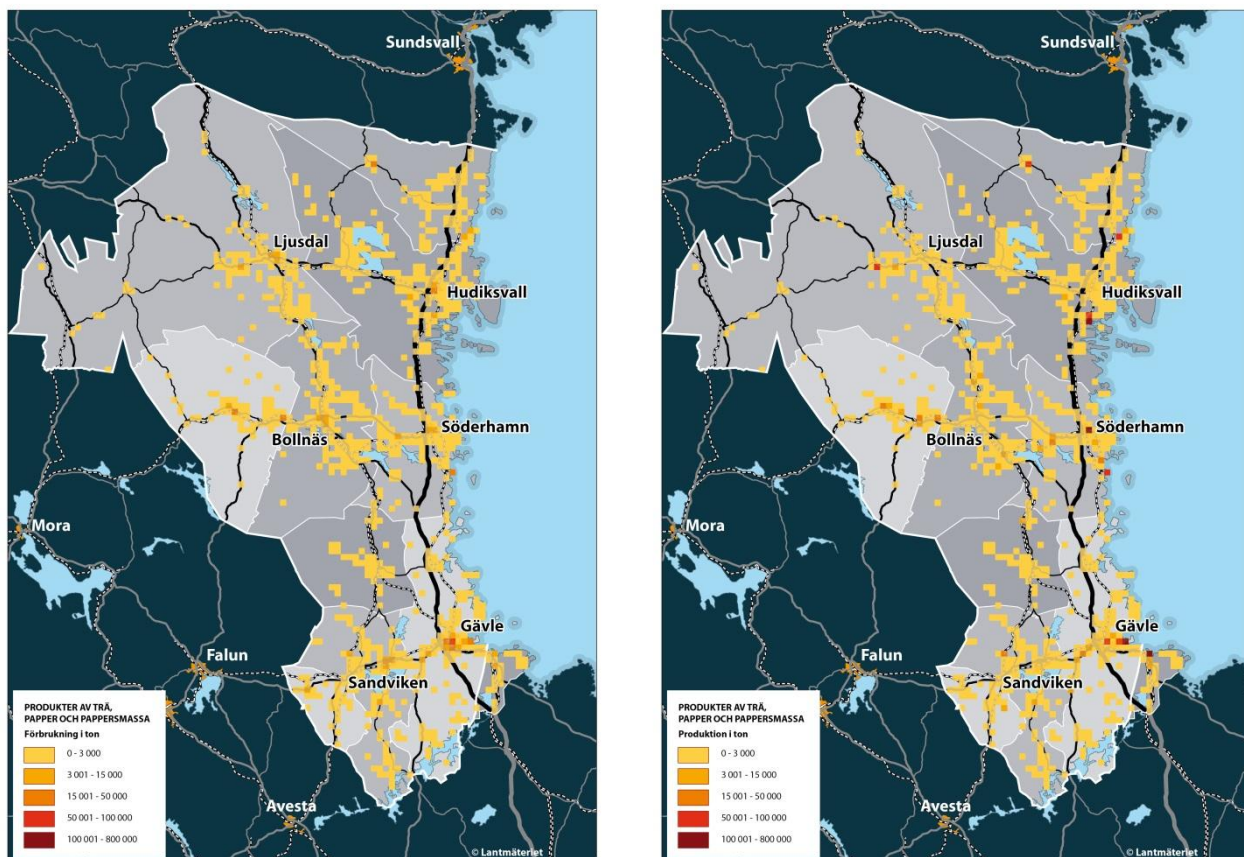 Sundsvall
Ljusdal
Hudiksvall
Bollnäs
Söderhamn
Mora
Gävle
Falun
Sandviken
Avesta
PRODUKTER AV TRÄ,
PAPPER OCH PAPPERSMASSA
Förbrukning i ton
0 - 3 000
3 001 - 15 000
15 001 - 50 000
50 001 - 100 000
100 001 - 800 000
© Lantmäteriet
Sundsvall
Ljusdal
Hudiksvall
Bollnäs
Söderhamn
Mora
Gävle
Falun
Sandviken
Avesta
PRODUKTER AV TRÄ,
PAPPER OCH PAPPERSMASSA
Produktion i ton
0 - 3 000
3 001 - 15 000
15 001 - 50 000
50 001 - 100 000
100 001 - 800 000
© Lantmäteriet